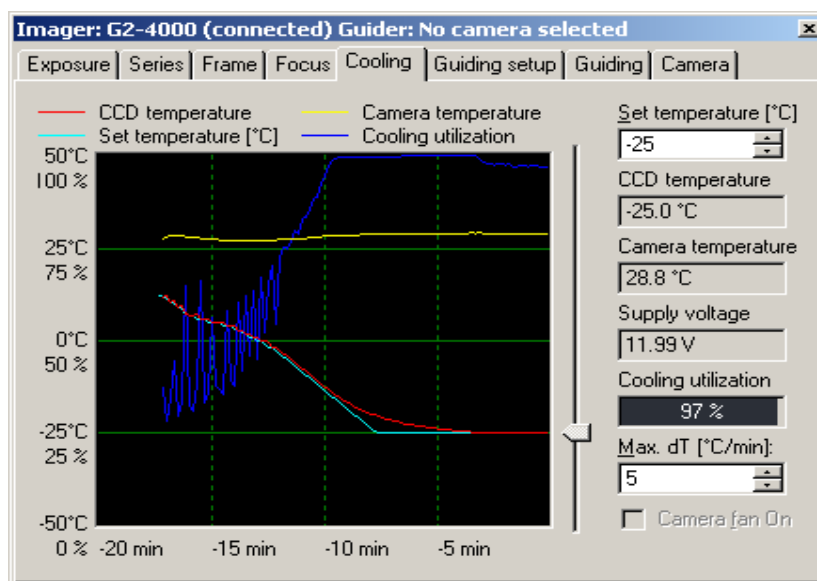 Imager: G2-4000 (connected) Guider: No camera selected
Exposure Series Frame Focus Cooling Guiding setup Guiding Camera
CCD temperature Camera temperature
Set temperature [°C] Cooling utilization
50°C
100 %
25°C
75 %
0°C
50 %
-25°C
25 %
-50°C
0 % -20 min -15 min -10 min -5 min
Set temperature [°C]
-25
CCD temperature
-25.0 °C
Camera temperature
28.8 °C
Supply voltage
11.99 V
Cooling utilization
97 %
Max. dT [°C/min]:
5
Camera fan On